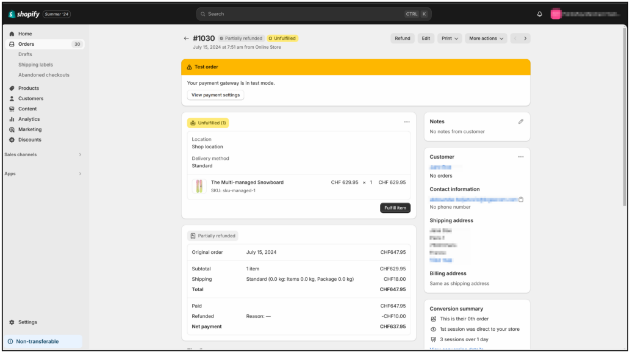 shopify Summer '24
Search CTRL K
Home
Orders 30
Drafts
Shipping labels
Abandoned checkouts
Products
Customers
Content
Analytics
Marketing
Discounts
Sales channels
Apps
Settings
Non-transferable
#1030 Partially refunded Unfulfilled
July 15, 2024 at 7:51 am from Online Store
Refund Edit Print More actions
Test order
Your payment gateway is in test mode.
View payment settings
Unfulfilled (1)
Location
Shop location
Delivery method
Standard
The Multi-managed Snowboard CHF 629.95 × 1 CHF 629.95
SKU: sku-managed-1
Fulfill item
Partially refunded
Original order July 15, 2024 CHF647.95
Subtotal 1 item CHF629.95
Shipping Standard (0.0 kg: Items 0.0 kg, Package 0.0 kg) CHF18.00
Total CHF647.95
Paid CHF647.95
Refunded Reason: — -CHF10.00
Net payment CHF637.95
Notes
No notes from customer
Customer
No orders
Contact information
No phone number
Shipping address
Billing address
Same as shipping address
Conversion summary
This is their 0th order
1st session was direct to your store
3 sessions over 1 day